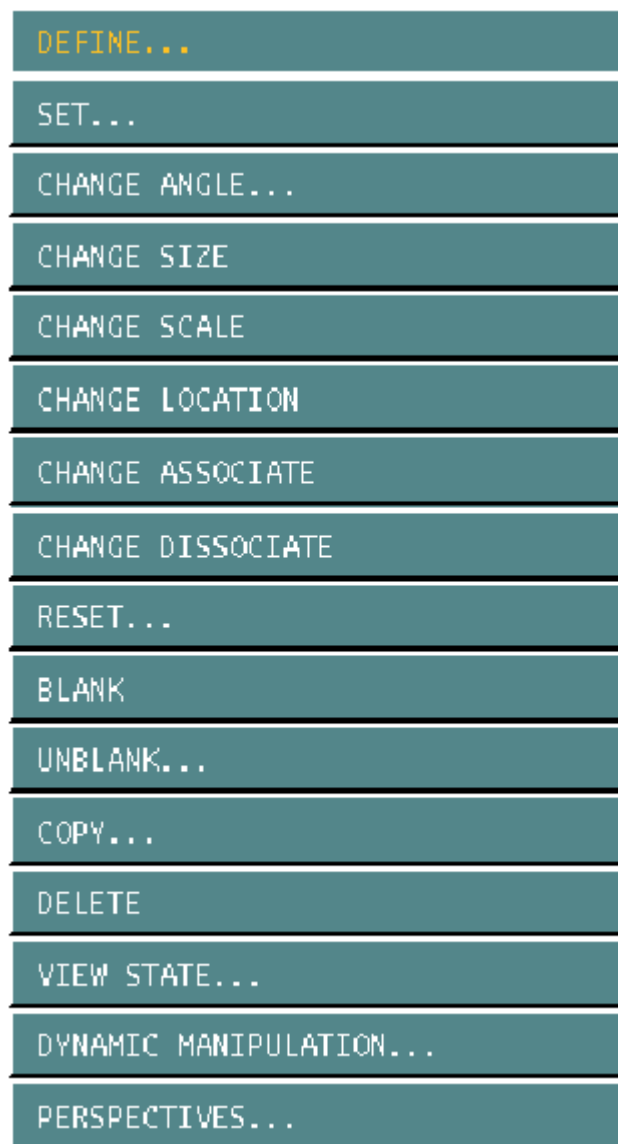 DEFINE...
SET...
CHANGE ANGLE...
CHANGE SIZE
CHANGE SCALE
CHANGE LOCATION
CHANGE ASSOCIATE
CHANGE DISSOCIATE
RESET...
BLANK
UNBLANK...
COPY...
DELETE
VIEW STATE...
DYNAMIC MANIPULATION...
PERSPECTIVES...